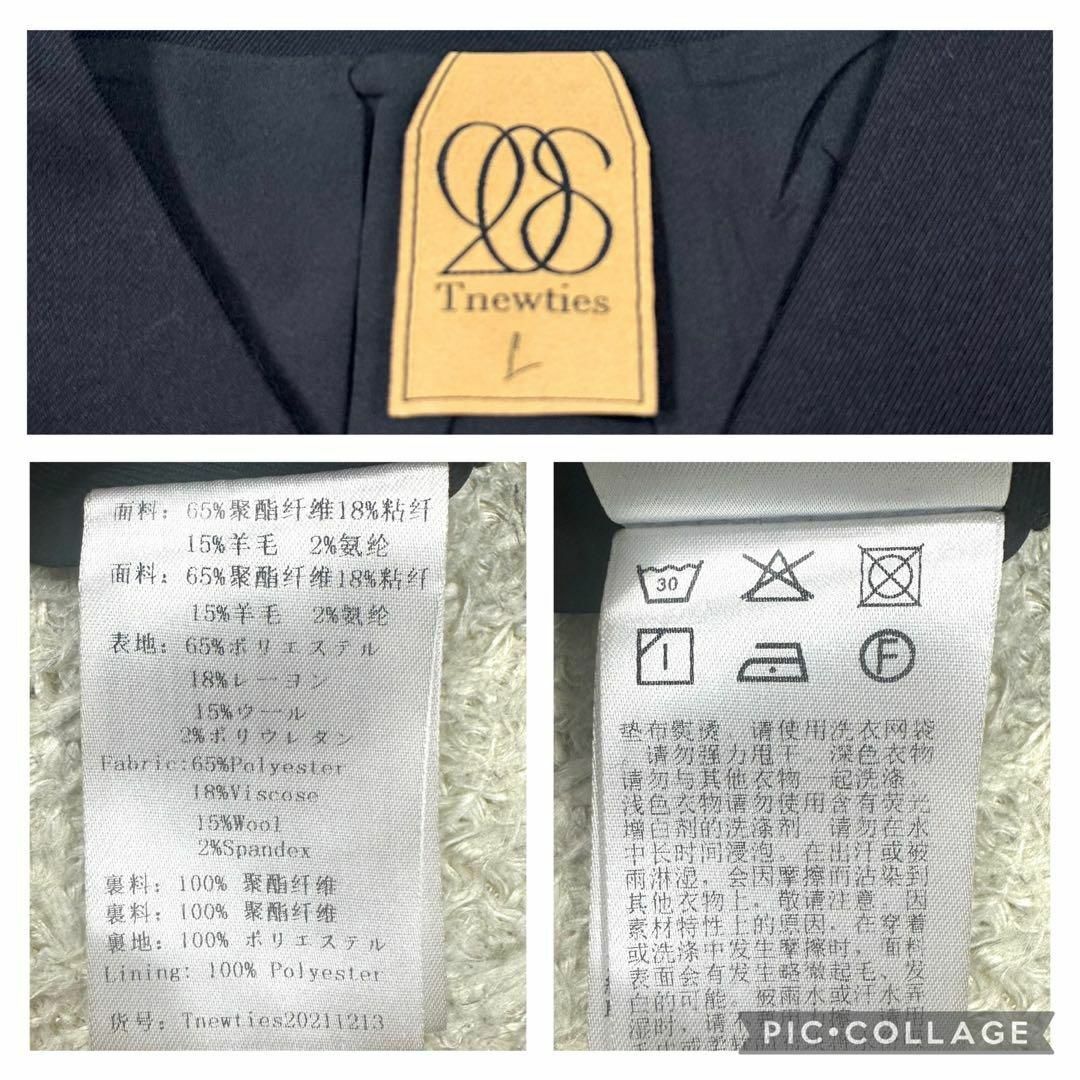 Tnewties
L
面料: 65%聚酯纤维18%粘纤
15%羊毛 2%氨纶
面料: 65%聚酯纤维18%粘纤
15%羊毛 2%氨纶
表地: 65%ポリエステル
18%レーヨン
15%ウール
2%ポリウレタン
Fabric:65%Polyester
18%Viscose
15%Wool
2%Spandex
裏料: 100% 聚酯纤维
裏料: 100% 聚酯纤维
裏地: 100% ポリエステル
Lining: 100% Polyester
货号: Tnewties20211213
30
F
垫布熨烫 请使用洗衣网袋
。请勿强力甩干 深色衣物
请勿与其他衣物一起洗涤
浅色衣物请勿使用含有荧光
增白剂的洗涤剂 请勿在水
中长时间浸泡。在出汗或被
雨淋湿，会因摩擦而沾染到
其他衣物上，敬请注意。因
素材特性上的原因，在穿着
或洗涤中发生摩擦时，面料
表面会有发生略微起毛、发
白的可能。被雨水或汗水弄
湿时，请
PIC•COLLAGE